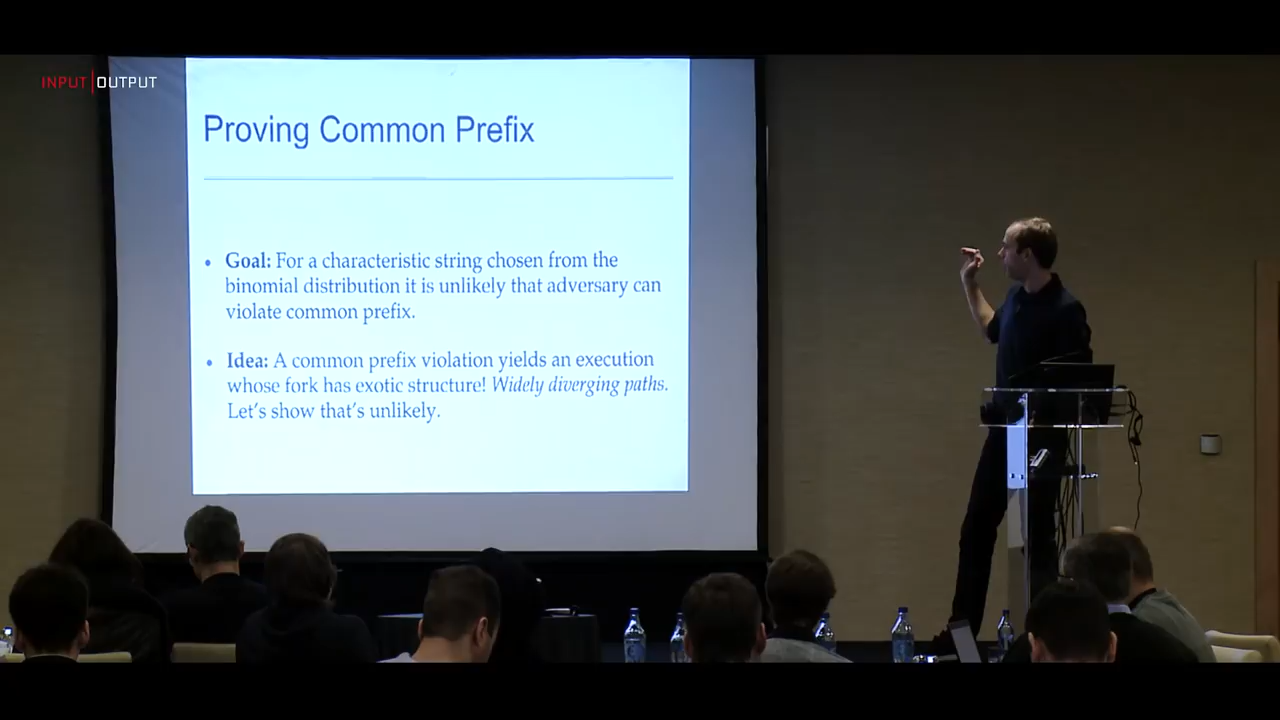 INPUT|OUTPUT
Proving Common Prefix
• Goal: For a characteristic string chosen from the
binomial distribution it is unlikely that adversary can
violate common prefix.
• Idea: A common prefix violation yields an execution
whose fork has exotic structure! Widely diverging paths.
Let's show that's unlikely.